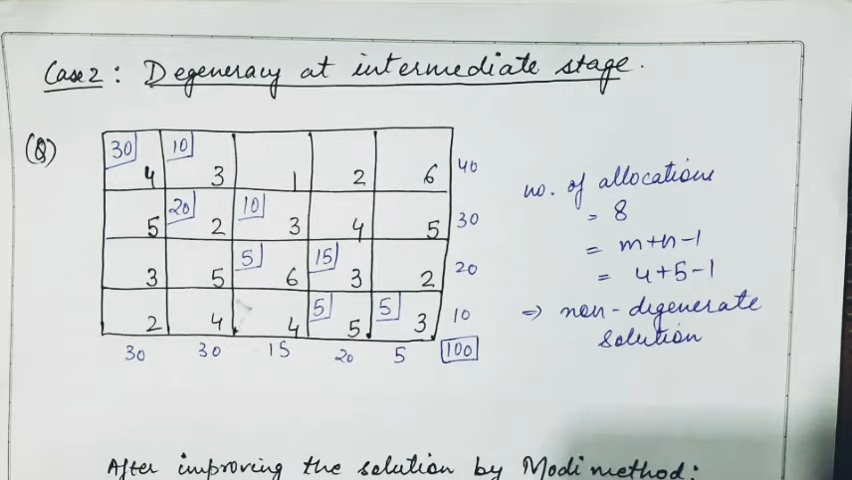 Case 2 : Degeneracy at intermediate stage.
(Q)
30 10
4 3 1 2 6 40
20 10
5 2 3 4 5 30
5 15
3 5 6 3 2 20
5 5
2 4 4 5 3 10
30 30 15 20 5 100
no. of allocations
= 8
= m+n-1
= 4+5-1
⇒ non-degenerate
solution
After improving the solution by Modi method: